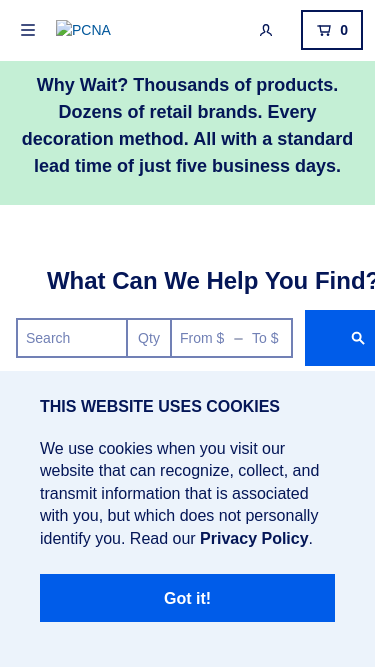 PCNA
0
Why Wait? Thousands of products.
Dozens of retail brands. Every
decoration method. All with a standard
lead time of just five business days.
What Can We Help You Find?
Search Qty From $ – To $
THIS WEBSITE USES COOKIES
We use cookies when you visit our
website that can recognize, collect, and
transmit information that is associated
with you, but which does not personally
identify you. Read our Privacy Policy.
Got it!